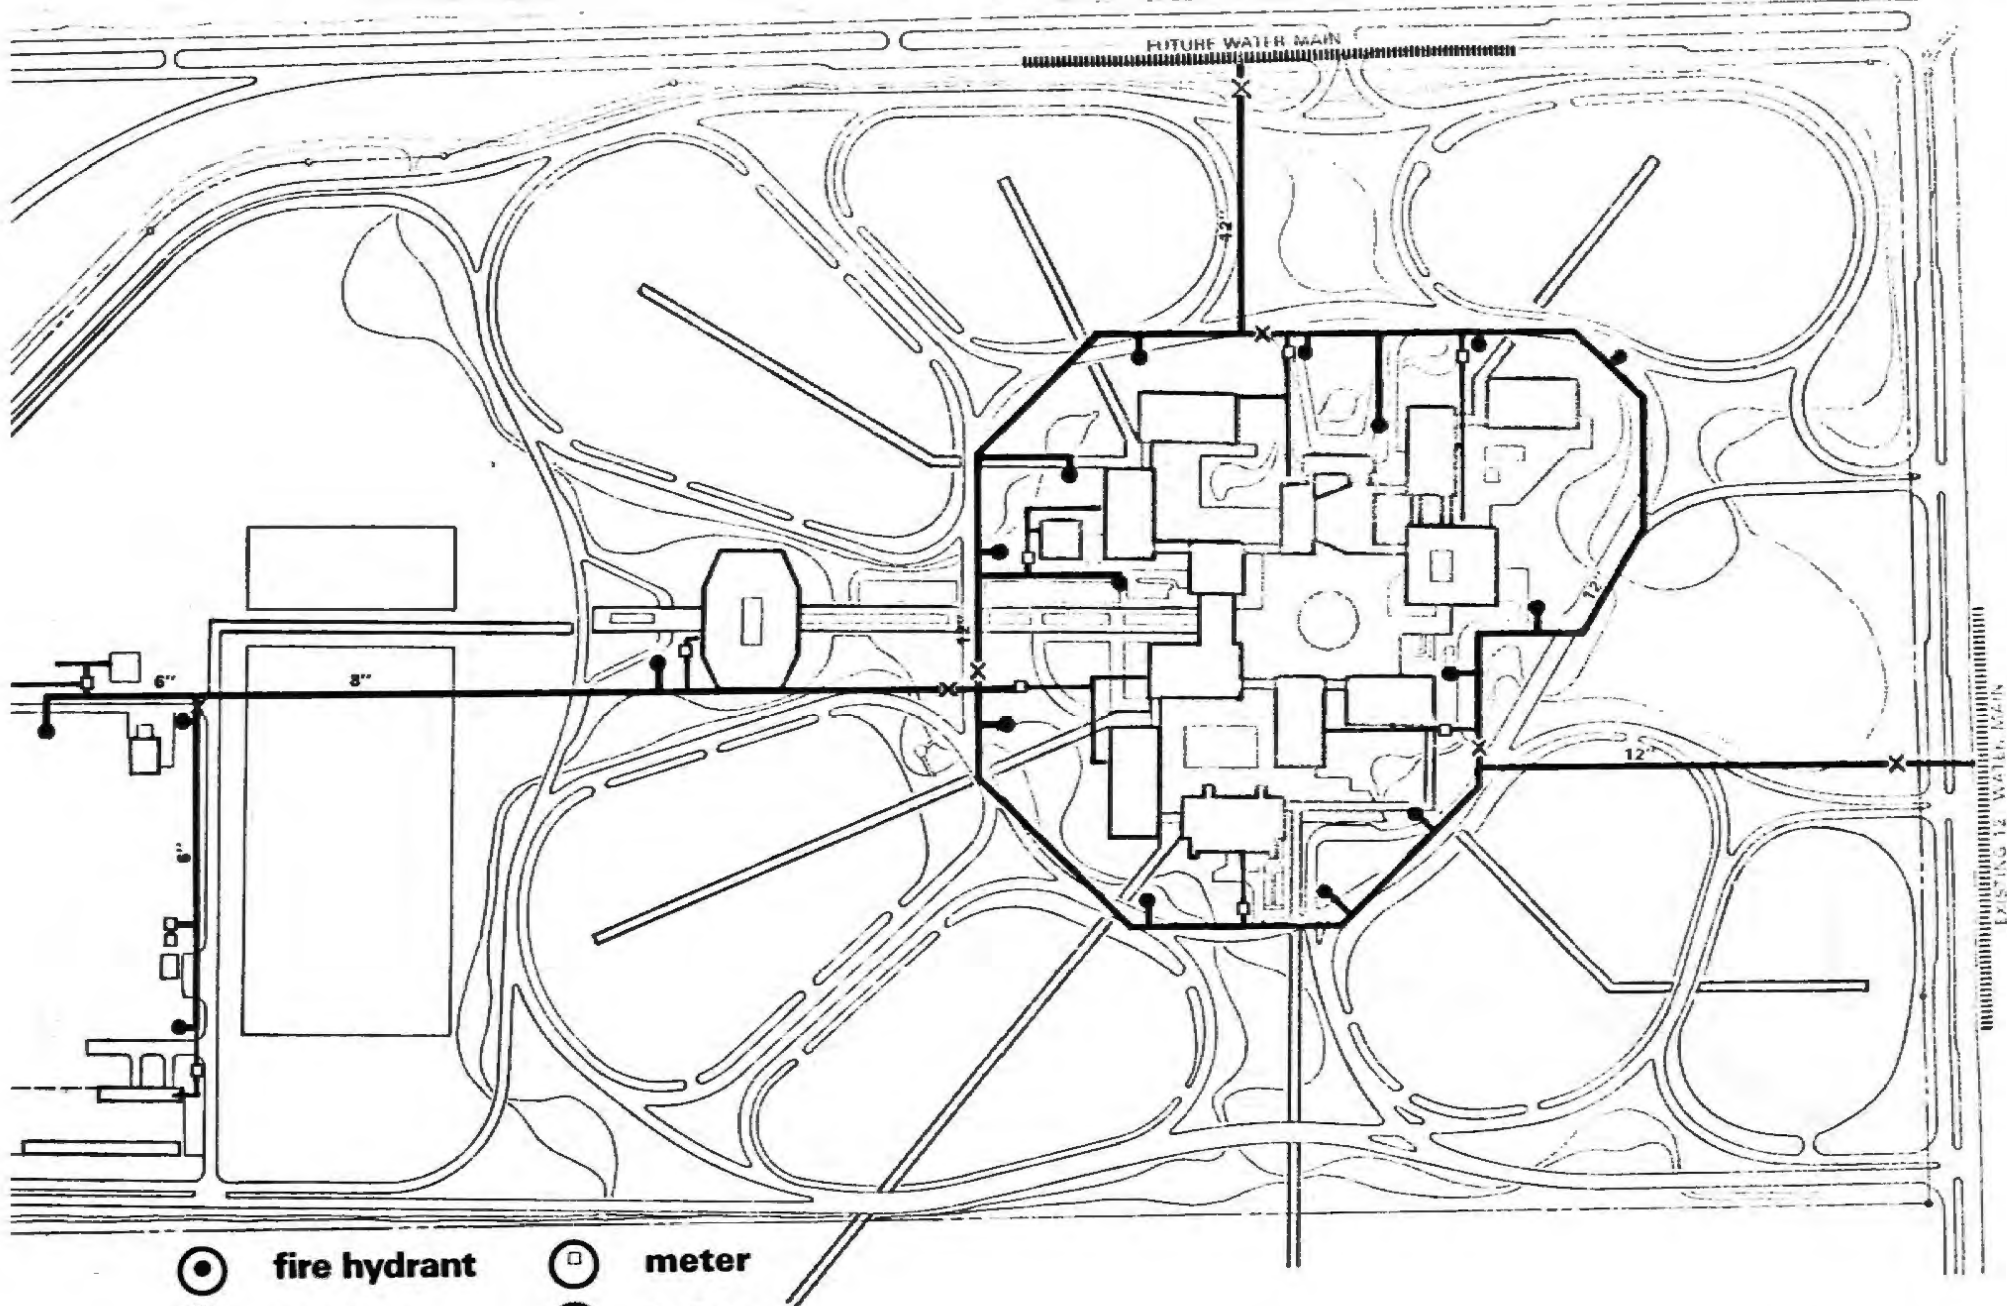 FUTURE WATER MAIN
12"
12"
12"
6"
8"
12"
6"
EXISTING 12" WATER MAIN
fire hydrant
meter